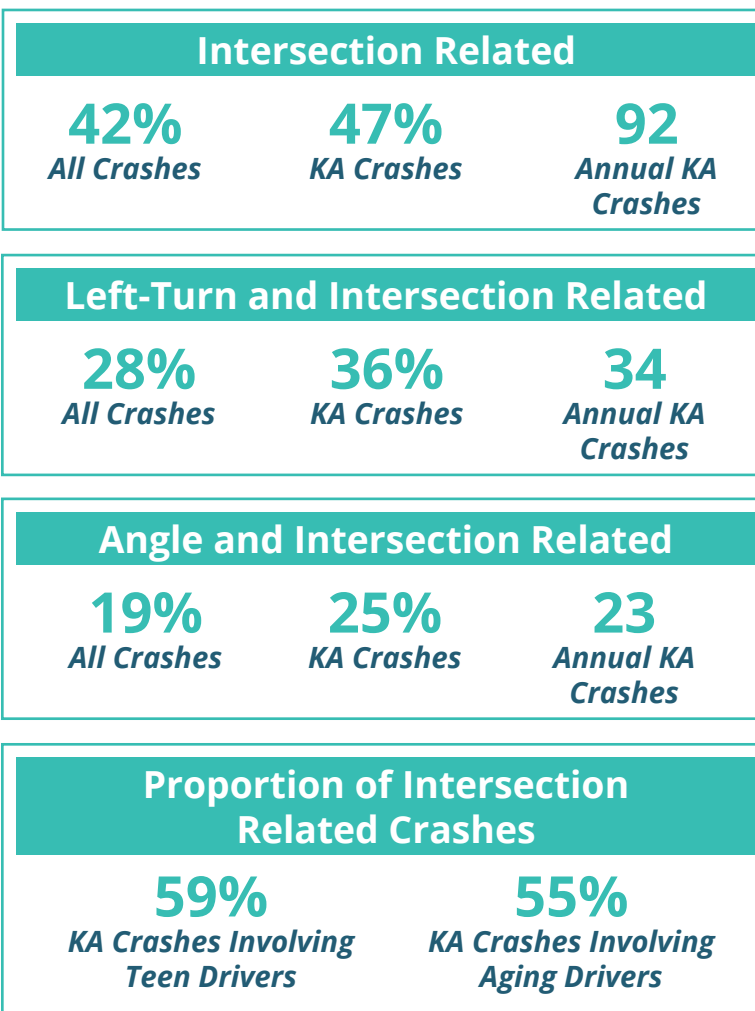 Intersection Related
42% 47% 92
All Crashes KA Crashes Annual KA
Crashes
Left-Turn and Intersection Related
28% 36% 34
All Crashes KA Crashes Annual KA
Crashes
Angle and Intersection Related
19% 25% 23
All Crashes KA Crashes Annual KA
Crashes
Proportion of Intersection
Related Crashes
59% 55%
KA Crashes Involving KA Crashes Involving
Teen Drivers Aging Drivers